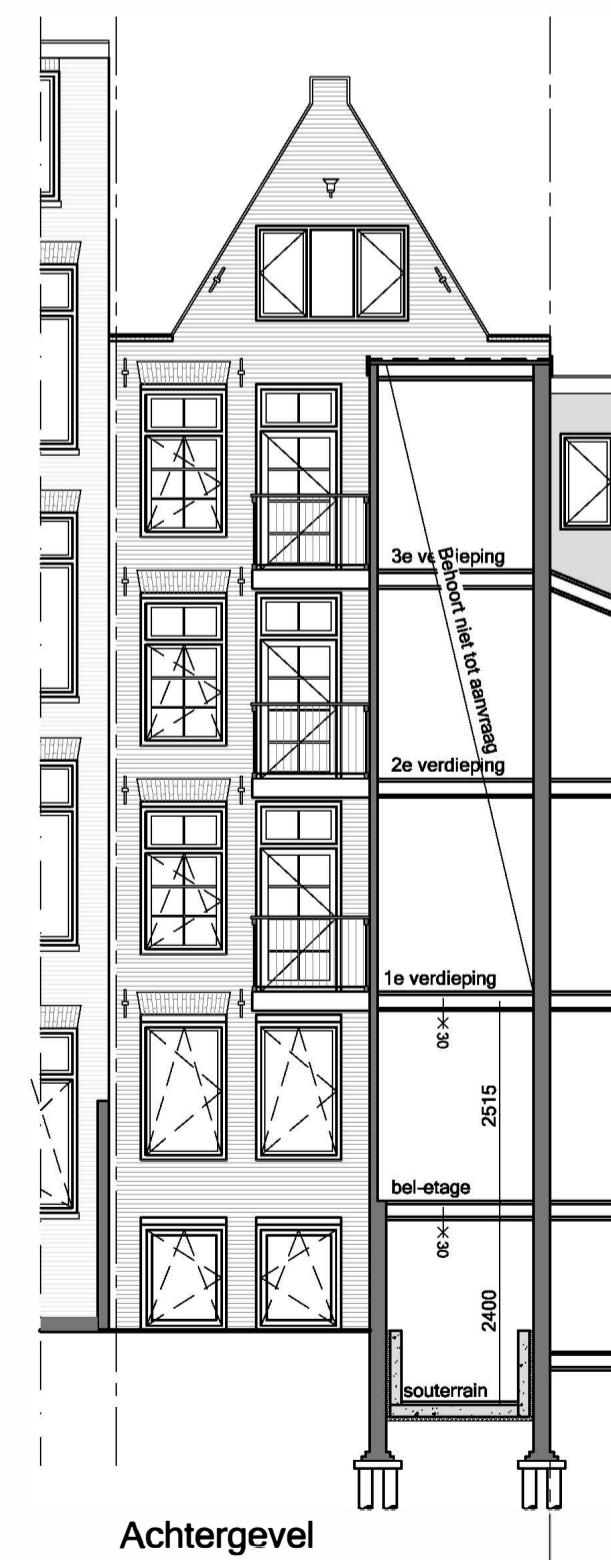 3e verdieping
Behoort niet tot aanvraag
2e verdieping
1e verdieping
30
2515
bel-etage
30
2400
souterrain
Achtergevel